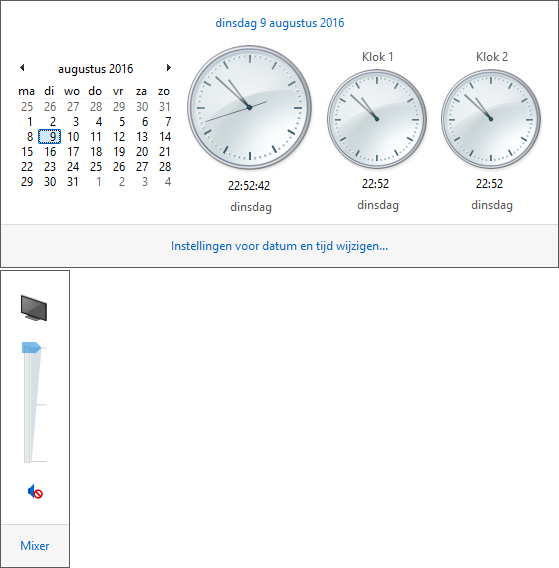 dinsdag 9 augustus 2016
augustus 2016
ma di wo do vr za zo
25 26 27 28 29 30 31
1 2 3 4 5 6 7
8 9 10 11 12 13 14
15 16 17 18 19 20 21
22 23 24 25 26 27 28
29 30 31 1 2 3 4
22:52:42
dinsdag
Klok 1
22:52
dinsdag
Klok 2
22:52
dinsdag
Instellingen voor datum en tijd wijzigen...
Mixer